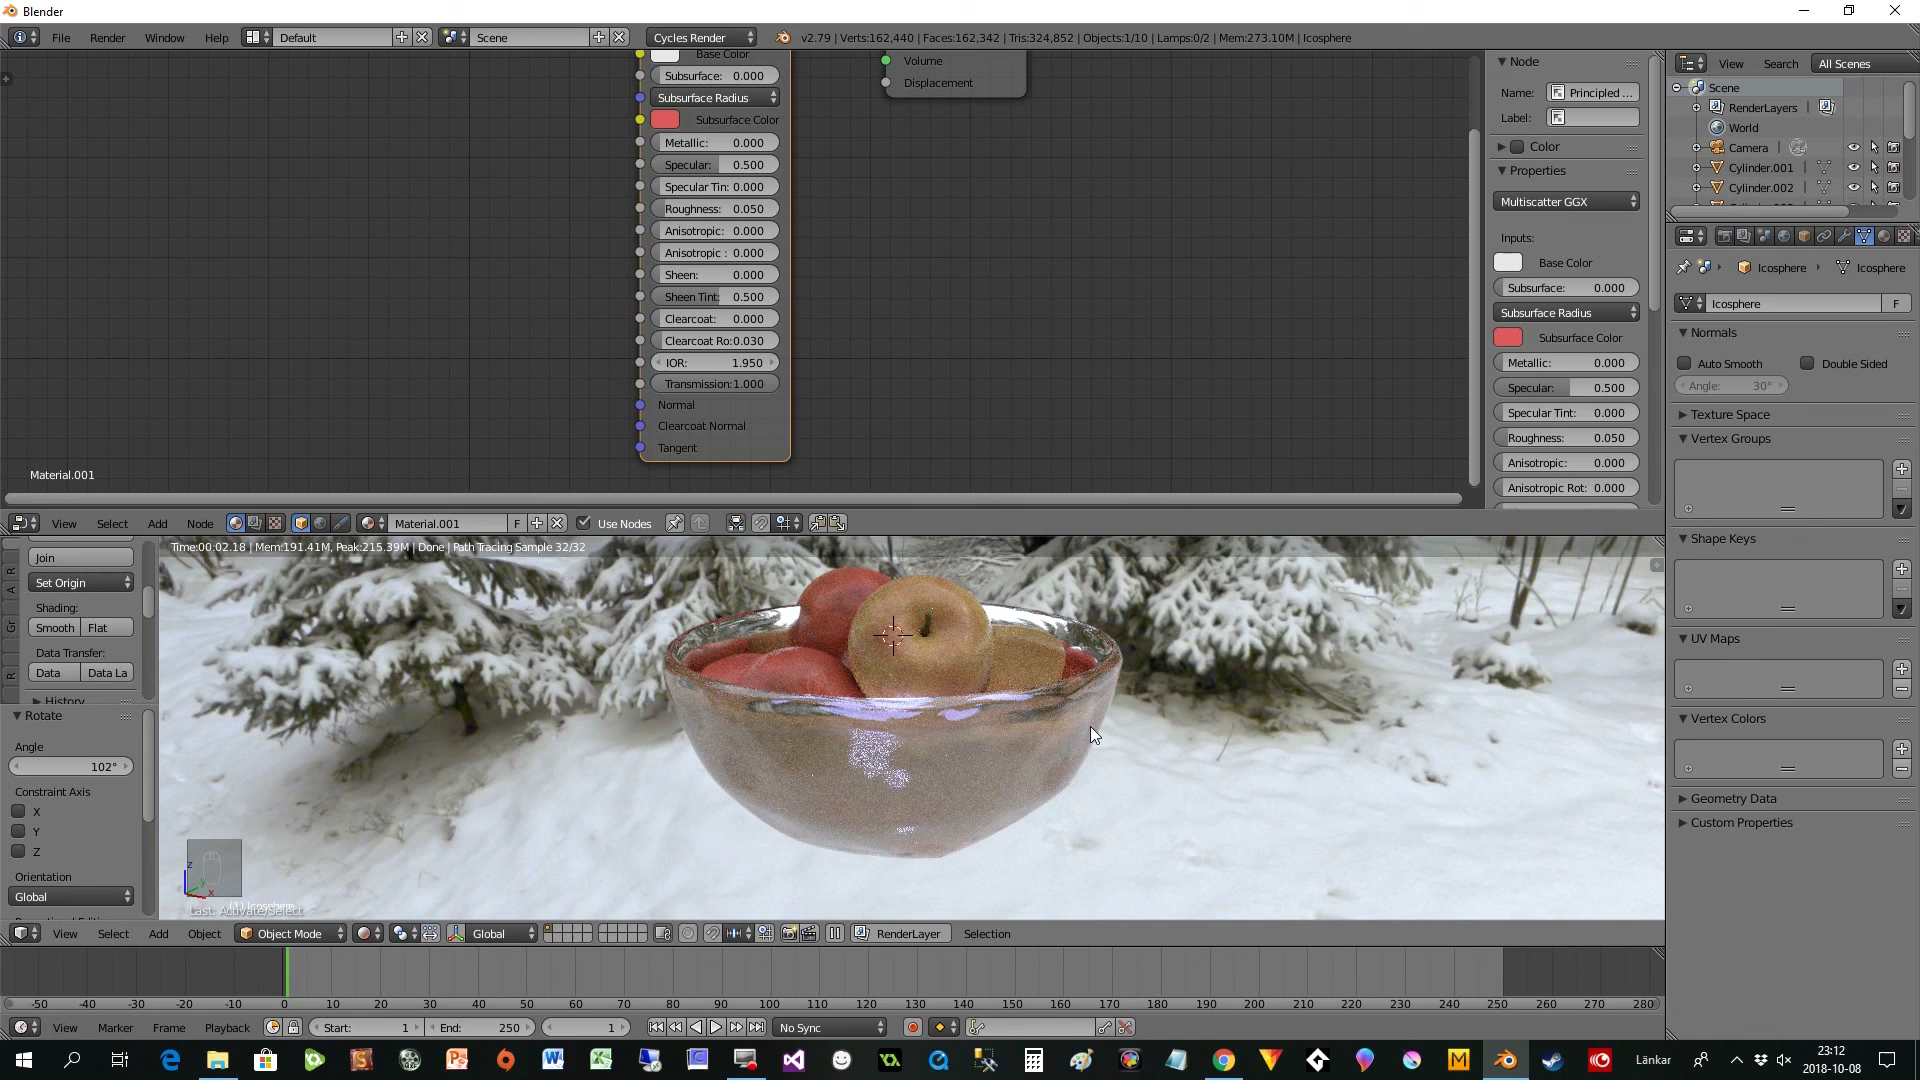 Blender
File Render Window Help Default Scene Cycles Render v2.79 | Verts:162,440 | Faces:162,342 | Tris:324,852 | Objects:1/10 | Lamps:0/2 | Mem:273.10M | Icosphere
Base Color
Subsurface: 0.000
Subsurface Radius
Subsurface Color
Metallic: 0.000
Specular: 0.500
Specular Tin: 0.000
Roughness: 0.050
Anisotropic: 0.000
Anisotropic : 0.000
Sheen: 0.000
Sheen Tint: 0.500
Clearcoat: 0.000
Clearcoat Ro:0.030
IOR: 1.950
Transmission:1.000
Normal
Clearcoat Normal
Tangent
Volume
Displacement
Material.001
Node
Name: Principled ...
Label:
Color
Properties
Multiscatter GGX
Inputs:
Base Color
Subsurface: 0.000
Subsurface Radius
Subsurface Color
Metallic: 0.000
Specular: 0.500
Specular Tint: 0.000
Roughness: 0.050
Anisotropic: 0.000
Anisotropic Rot: 0.000
View Search All Scenes
Scene
RenderLayers
World
Camera
Cylinder.001
Cylinder.002
Icosphere Icosphere
Icosphere F
Normals
Auto Smooth Double Sided
Angle: 30°
Texture Space
Vertex Groups
Shape Keys
UV Maps
Vertex Colors
Geometry Data
Custom Properties
View Select Add Node Material.001 F Use Nodes
Time:00:02.18 | Mem:191.41M, Peak:215.39M | Done | Path Tracing Sample 32/32
R
A
Gr
R
Join
Set Origin
Shading:
Smooth Flat
Data Transfer:
Data Data La
History
Rotate
Angle
102°
Constraint Axis
X
Y
Z
Orientation
Global
z
y
x
(1) Icosphere
Last: Activate/Select
View Select Add Object Object Mode Global RenderLayer Selection
-50 -40 -30 -20 -10 0 10 20 30 40 50 60 70 80 90 100 110 120 130 140 150 160 170 180 190 200 210 220 230 240 250 260 270 280
View Marker Frame Playback Start: 1 End: 250 1 No Sync
Länkar 23:12
2018-10-08